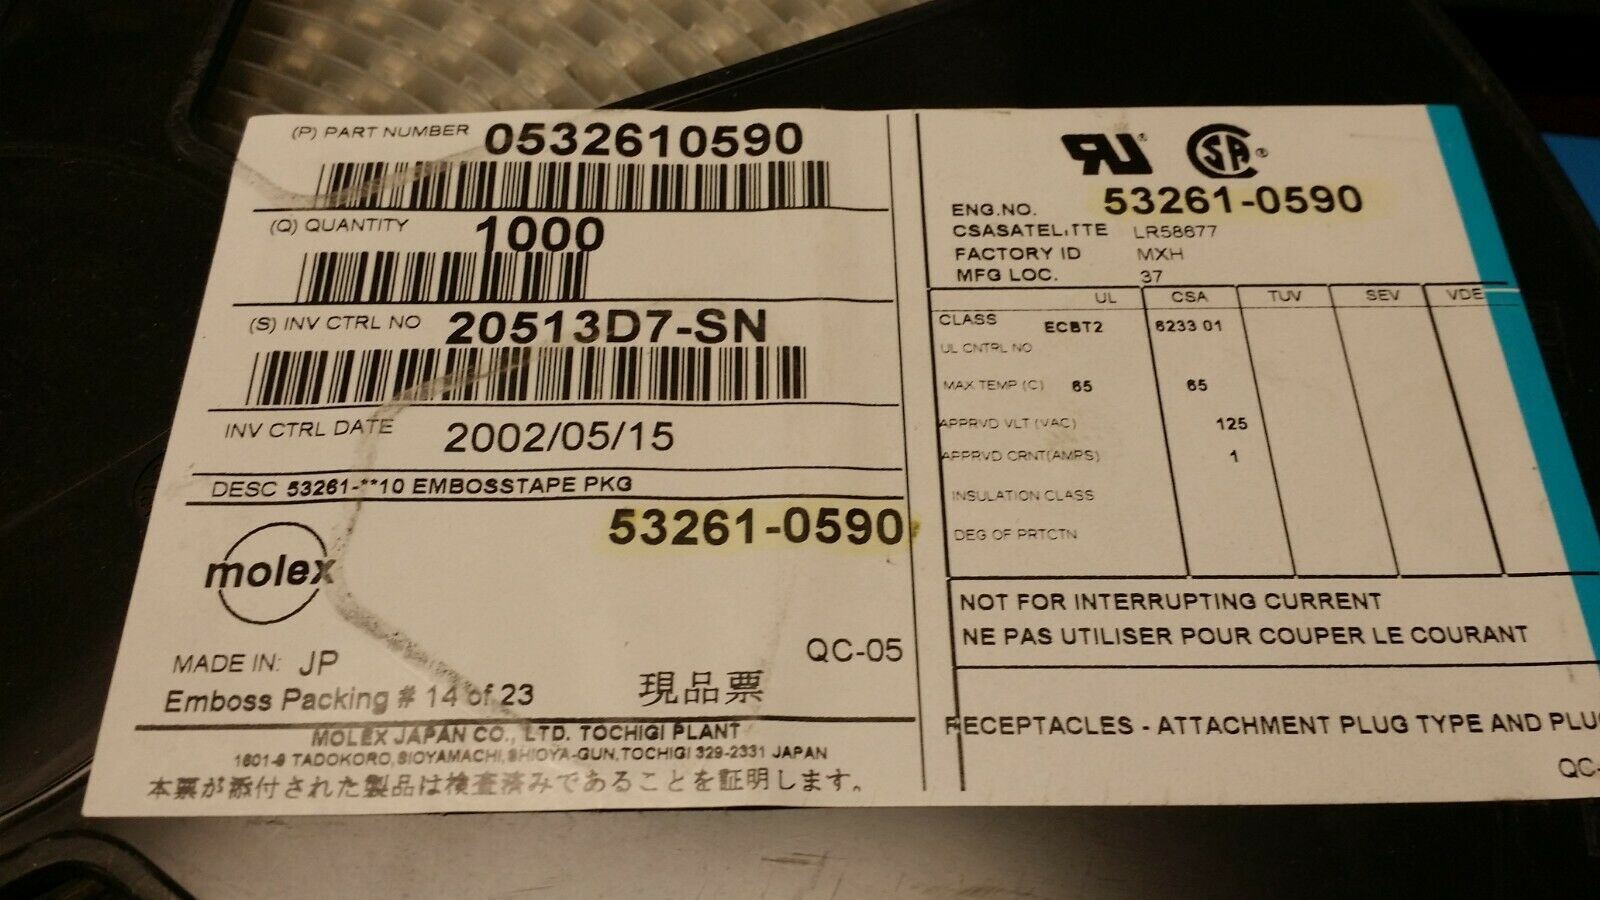 (P) PART NUMBER 0532610590
(Q) QUANTITY 1000
(S) INV CTRL NO 20513D7-SN
INV CTRL DATE 2002/05/15
DESC 53261-**10 EMBOSSTAPE PKG
53261-0590
molex
QC-05
MADE IN: JP
Emboss Packing # 14 of 23 現品票
MOLEX JAPAN CO., LTD. TOCHIGI PLANT
1601-9 TADOKORO, SIOYAMACHI, SHIOYA-GUN, TOCHIGI 329-2331 JAPAN
本票が添付された製品は検査済みであることを証明します。
RU ® CSA ®
ENG.NO. 53261-0590
CSASATELITTE LR58677
FACTORY ID MXH
MFG LOC. 37
UL CSA TUV SEV VDE
CLASS ECBT2 6233 01
UL CNTRL NO
MAX TEMP (C) 65 65
APPRVD VLT (VAC) 125
APPRVD CRNT(AMPS) 1
INSULATION CLASS
DEG OF PRTCTN
NOT FOR INTERRUPTING CURRENT
NE PAS UTILISER POUR COUPER LE COURANT
RECEPTACLES - ATTACHMENT PLUG TYPE AND PLU
QC-